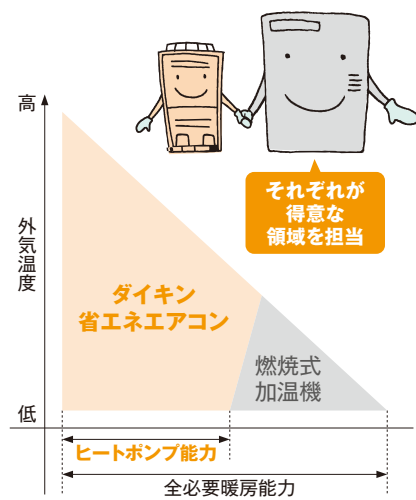 それぞれが
得意な
領域を担当
高
外気温度
低
ダイキン
省エネエアコン
燃焼式
加温機
ヒートポンプ能力
全必要暖房能力